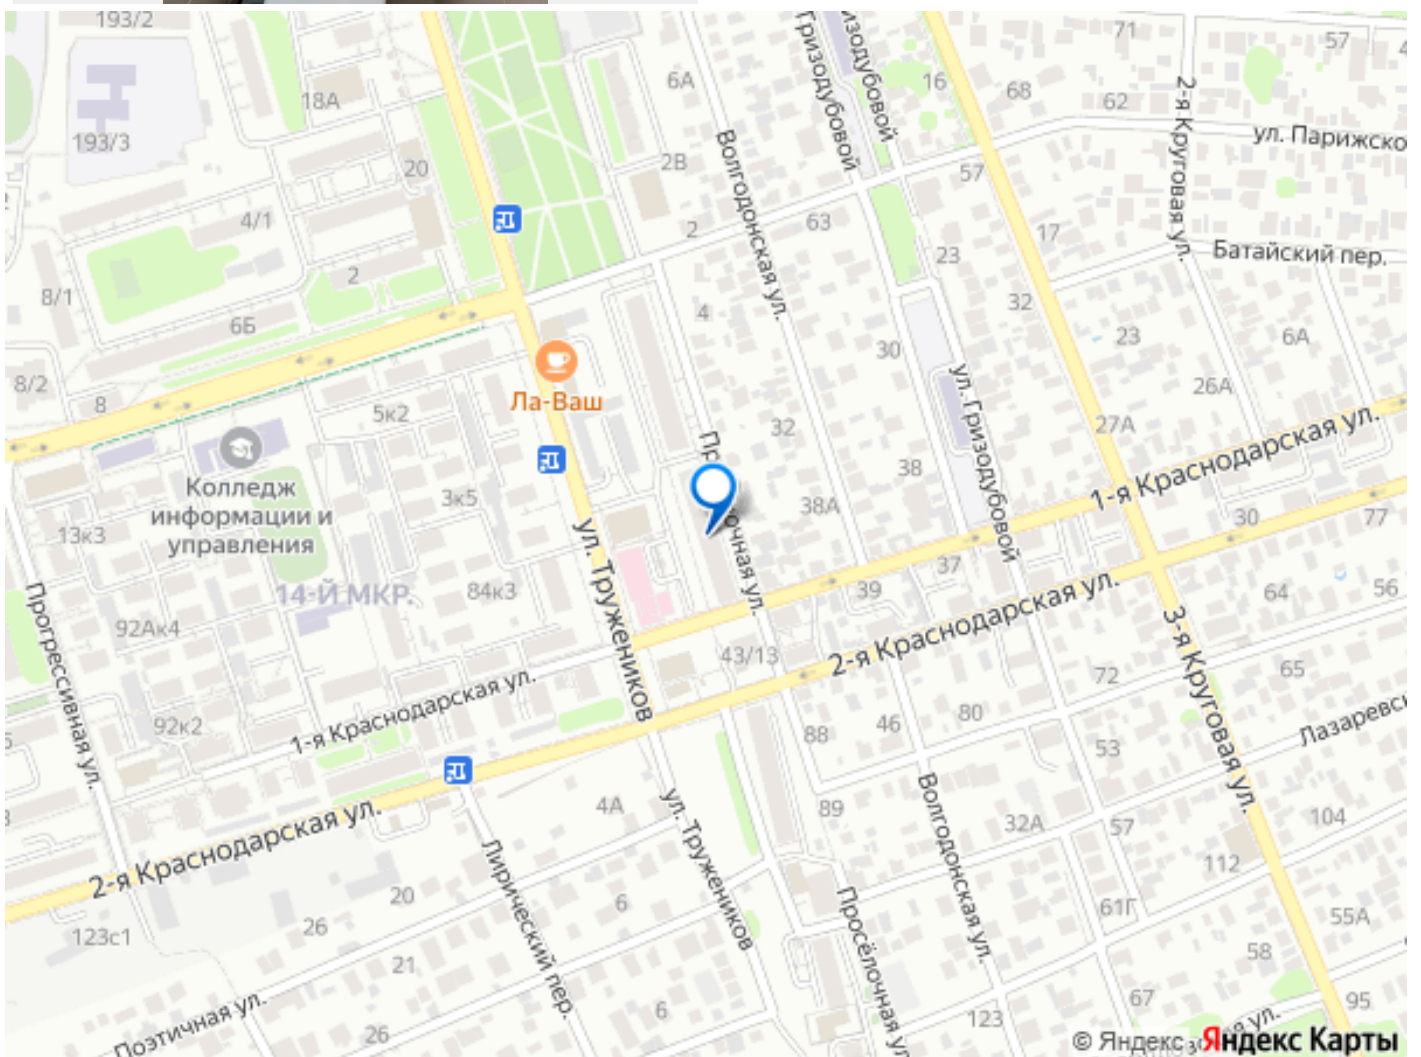 193/2
71
57
6А
18А
16
68
62
193/3
2В
20
57
Гризодубовой
Волгодонская ул.
2-я Круговая ул.
ул. Парижско
4/1
2
63
17
23
Батайский пер.
8/1
2
6Б
4
32
30
23
6А
8/2
8
5к2
Ла-Ваш
32
ул. Гризодубовой
26А
27А
1-я Краснодарская ул.
Колледж
информации и
управления
3к5
38
38А
30
77
13к3
14-Й МКР.
84к3
ул. Тружеников
39
37
64
56
Прогрессивная ул.
92Ак4
43/13
2-я Краснодарская ул.
3-я Круговая ул.
65
72
1-я Краснодарская ул.
92к2
88
46
80
53
Лазаревск
2-я Краснодарская ул.
4А
ул. Тружеников
89
Волгодонская ул.
32А
57
104
112
Лирический пер.
20
26
6
61Г
55А
123с1
21
Просёлочная у
58
67
95
Поэтичная ул.
26
6
123
© Яндекс
Яндекс Карты